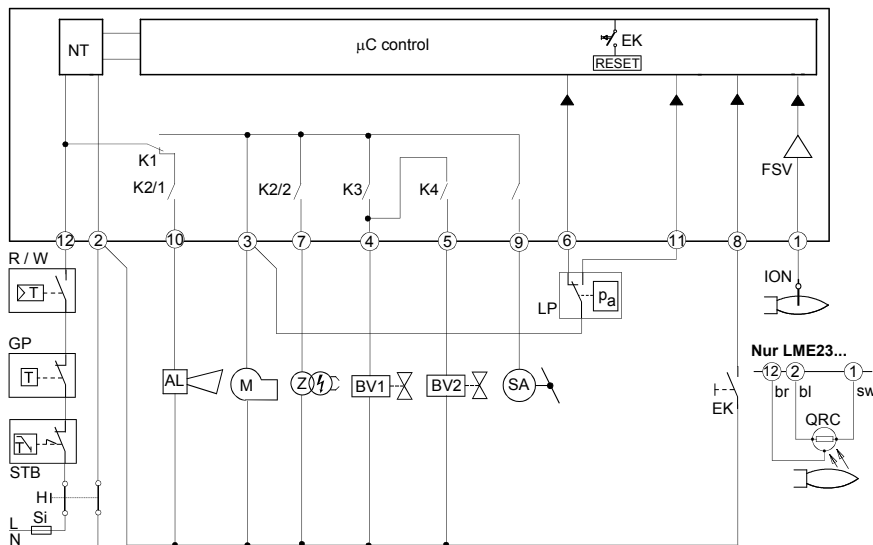 NT
µC control
EK
RESET
K1
K2/1
K2/2
K3
K4
FSV
12
2
10
3
7
4
5
9
6
11
8
1
R / W
T
LP
pa
ION
GP
T
Nur LME23...
12
2
1
AL
M
Z
BV1
BV2
SA
EK
br
bl
sw
QRC
T
STB
H
L
Si
N